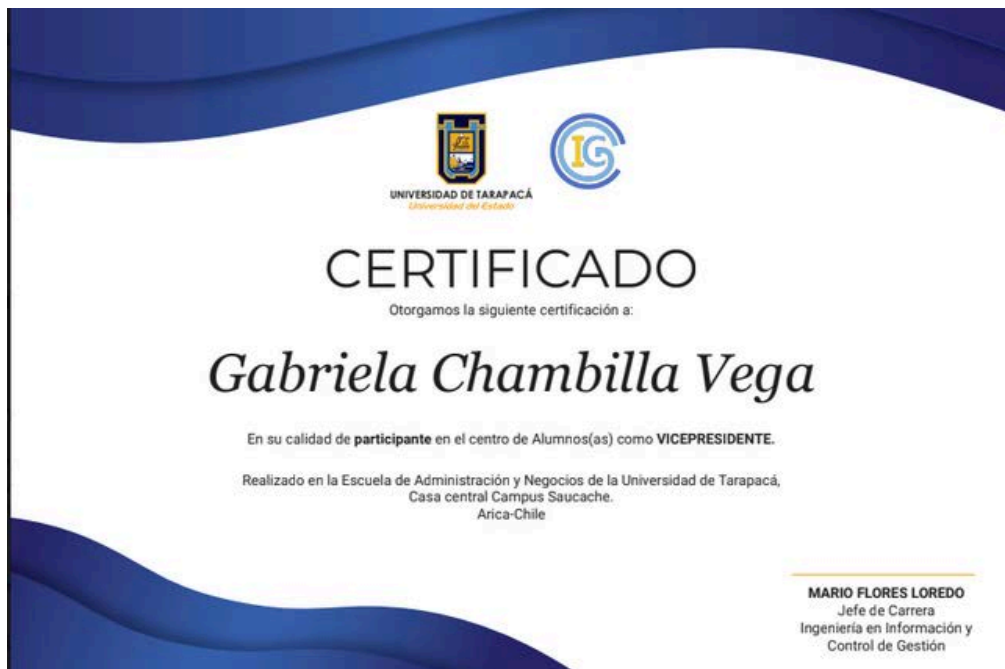 UNIVERSIDAD DE TARAPACÁ
Universidad del Estado
CIGC
CERTIFICADO
Otorgamos la siguiente certificación a:
Gabriela Chambilla Vega
En su calidad de participante en el centro de Alumnos(as) como VICEPRESIDENTE.
Realizado en la Escuela de Administración y Negocios de la Universidad de Tarapacá,
Casa central Campus Saucache.
Arica-Chile
MARIO FLORES LOREDO
Jefe de Carrera
Ingeniería en Información y
Control de Gestión